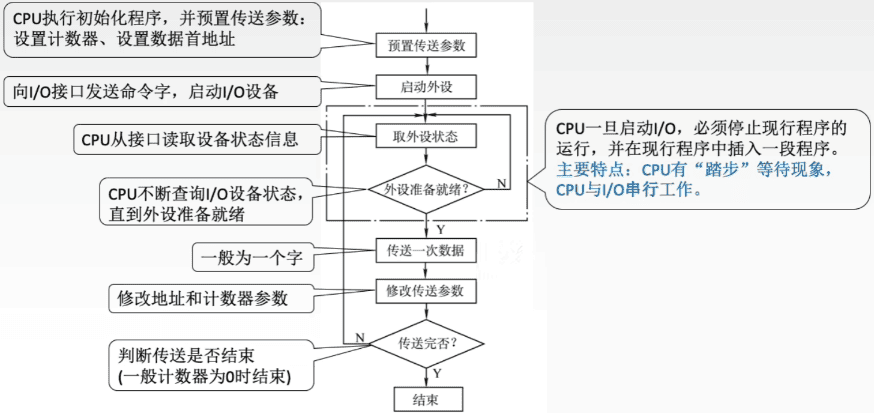 CPU执行初始化程序，并预置传送参数：
设置计数器、设置数据首地址
预置传送参数
向I/O接口发送命令字，启动I/O设备
启动外设
CPU从接口读取设备状态信息
取外设状态
CPU一旦启动I/O，必须停止现行程序的
运行，并在现行程序中插入一段程序。
主要特点：CPU有“踏步”等待现象，
CPU与I/O串行工作。
CPU不断查询I/O设备状态，
直到外设准备就绪
外设准备就绪？
N
Y
一般为一个字
传送一次数据
修改地址和计数器参数
修改传送参数
判断传送是否结束
(一般计数器为0时结束)
N
传送完否？
Y
结束